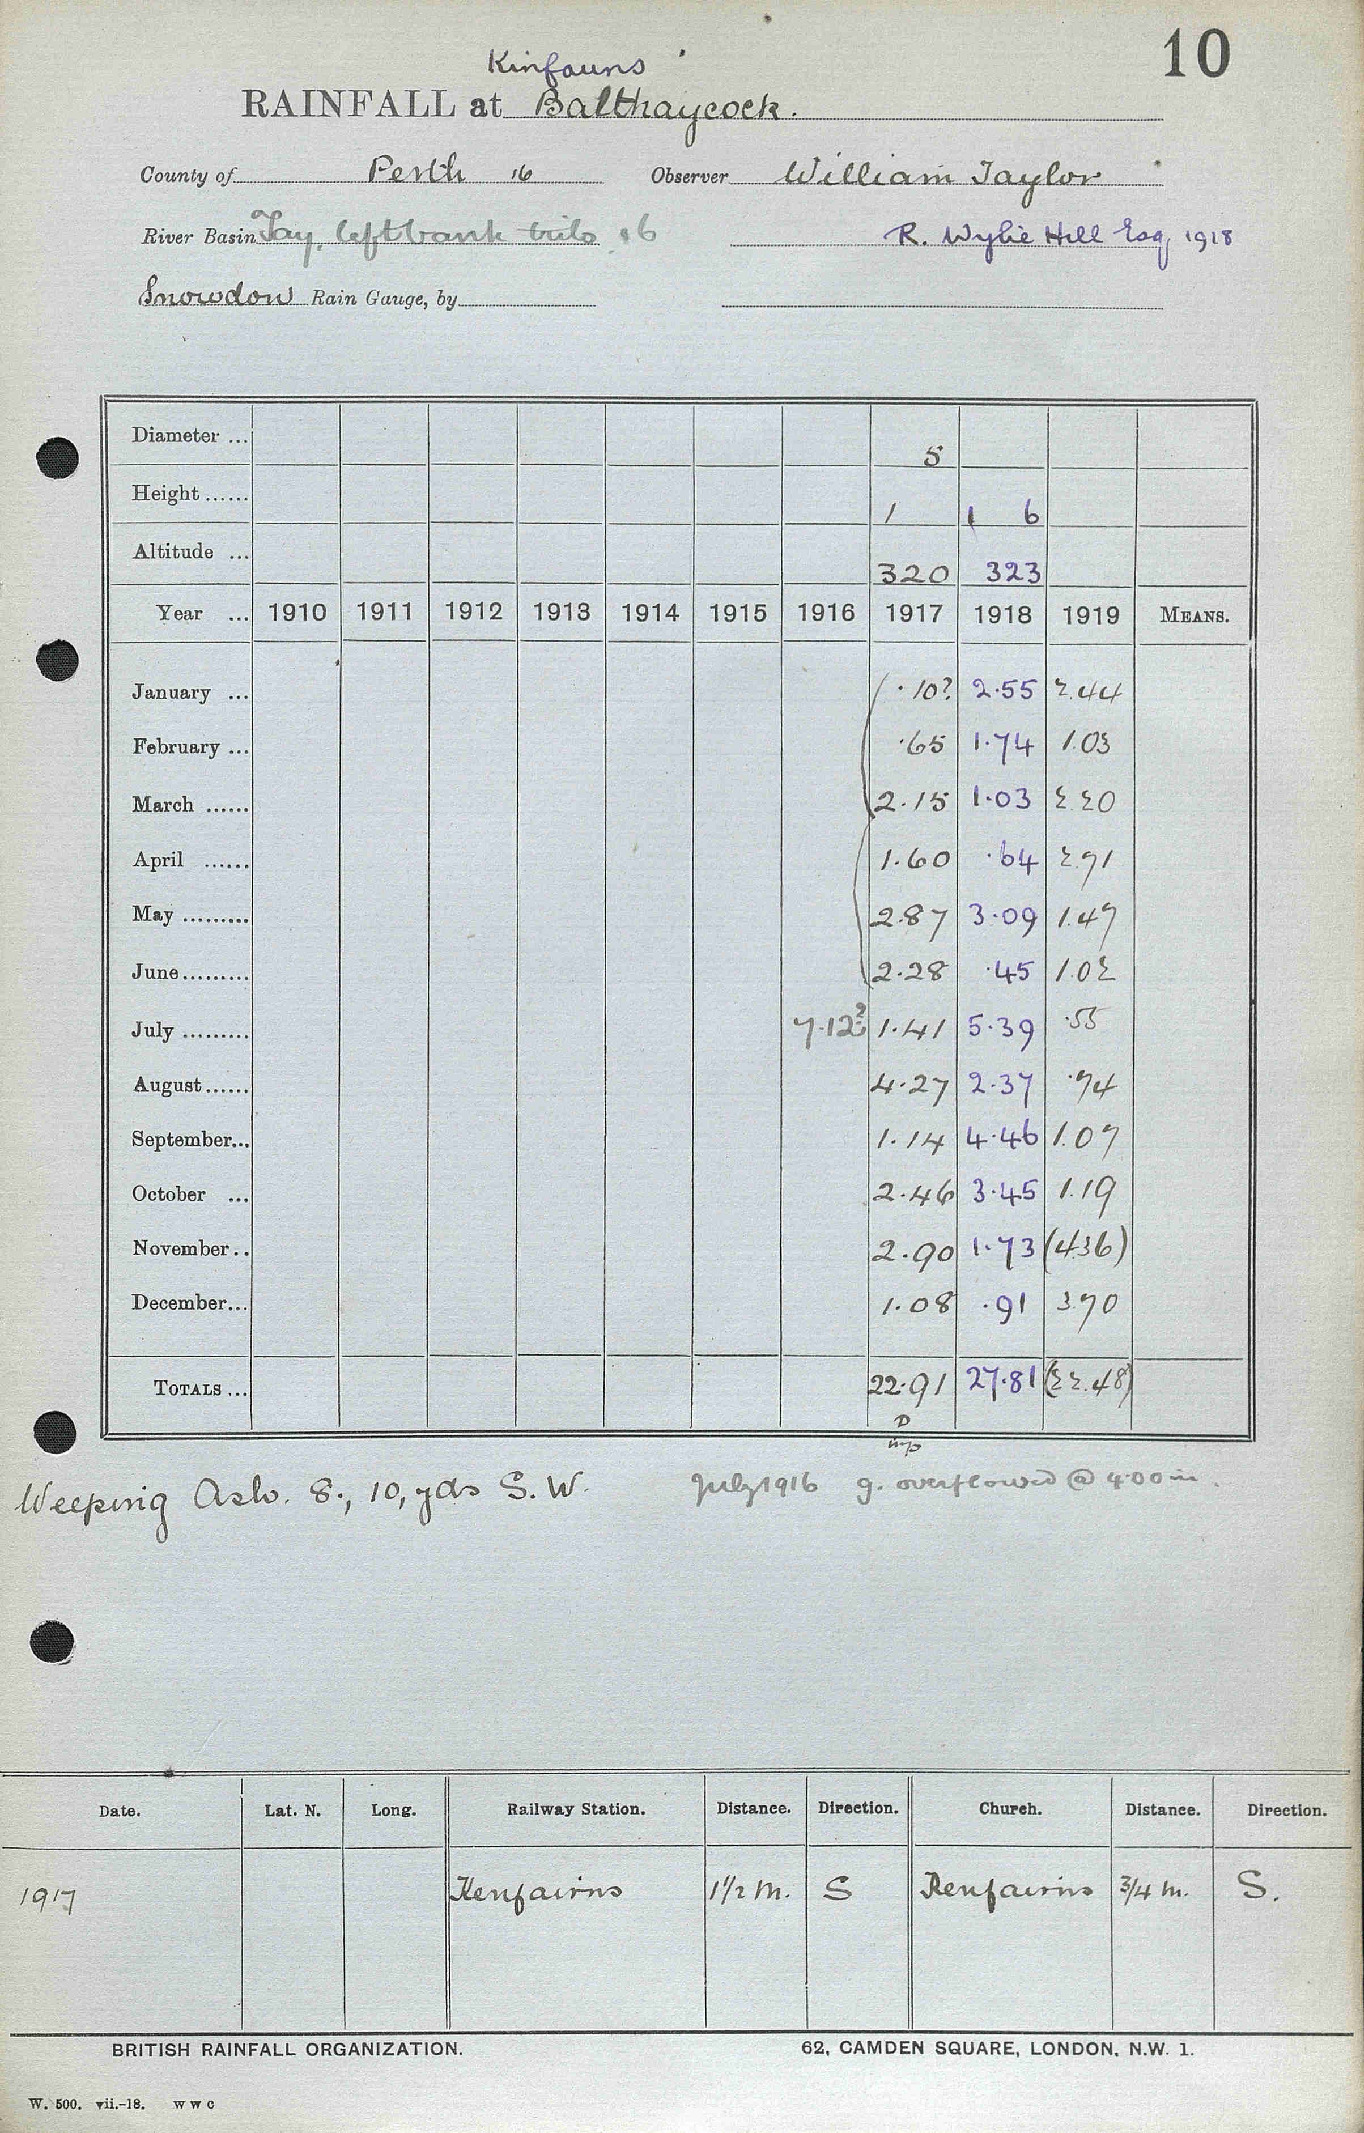 10
Kinfauns
RAINFALL at Balthaycock.
County of Perth 16 Observer William Taylor
River Basin Tay, left bank tribs 16 R. Wylie Hill Esq, 1918
Snowdon Rain Gauge, by
Diameter ... 5
Height ...... 1 1 6
Altitude ... 320 323
Year ... 1910 1911 1912 1913 1914 1915 1916 1917 1918 1919 MEANS.
January ... .10? 2.55 2.44
February ... .65 1.74 1.03
March ...... 2.15 1.03 2 20
April ...... 1.60 .64 2.91
May ......... 2.87 3.09 1.47
June......... 2.28 .45 1.02
July ......... 7.12? 1.41 5.39 .55
August...... 4.27 2.37 .74
September... 1.14 4.46 1.07
October ... 2.46 3.45 1.19
November.. 2.90 1.73 (4.36)
December... 1.08 .91 3.70
TOTALS ... 22.91 27.81 (22.48)
D
Weeping Ash. 8., 10, yds S.W. July 1916 g. overflowed @ 4.00 in.
Date. Lat. N. Long. Railway Station. Distance. Direction. Church. Distance. Direction.
1917 Kenfairns 1 1/2 m. S Renfairns 3/4 m. S.
BRITISH RAINFALL ORGANIZATION. 62, CAMDEN SQUARE, LONDON, N.W. 1.
W. 500. vii.-18. W W C